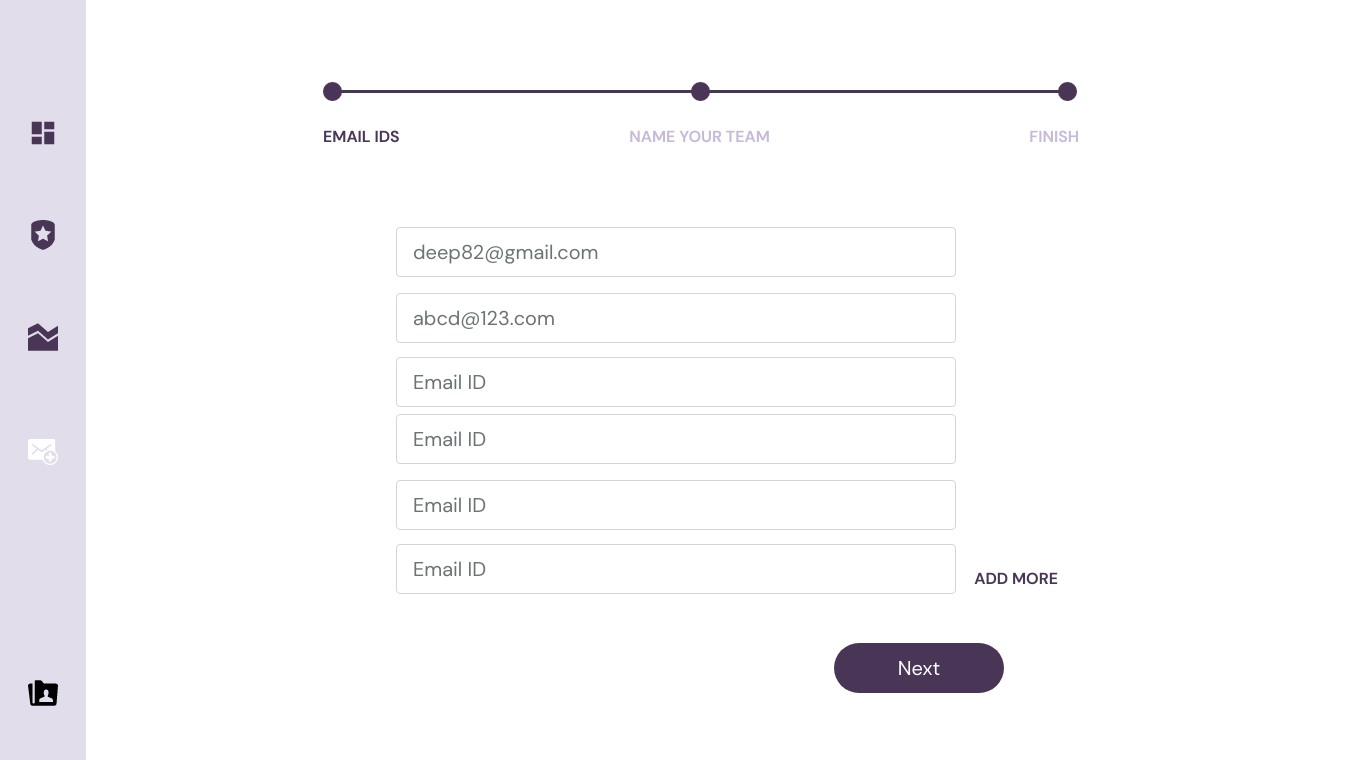 EMAIL IDS
NAME YOUR TEAM
FINISH
deep82@gmail.com
abcd@123.com
Email ID
Email ID
Email ID
Email ID
ADD MORE
Next